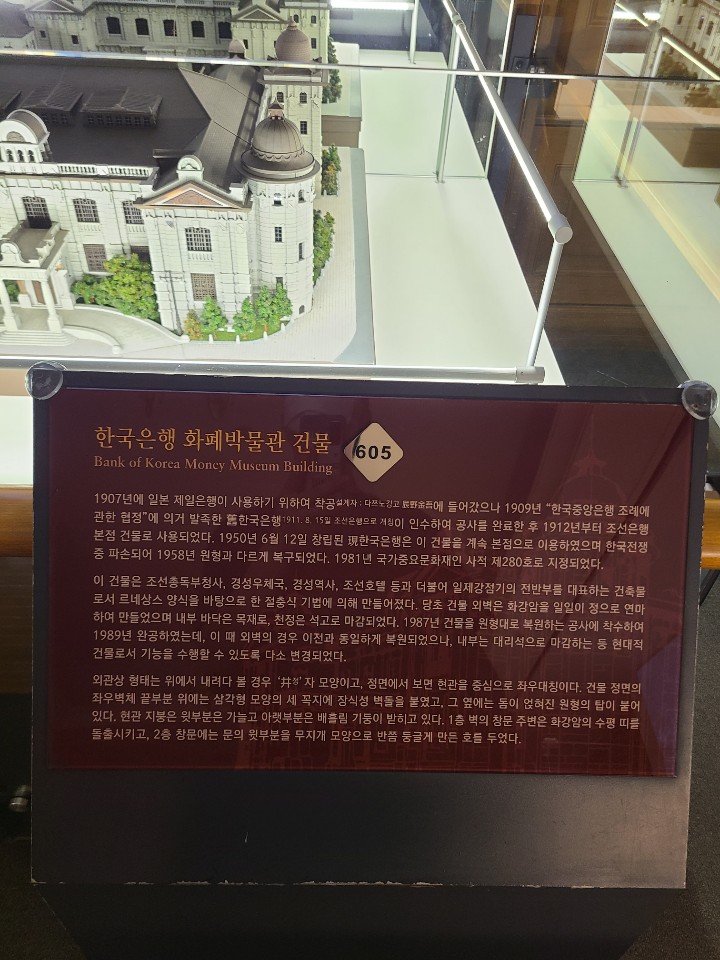 한국은행 화폐박물관 건물
605
Bank of Korea Money Museum Building
1907년에 일본 제일은행이 사용하기 위하여 착공설계자 : 다쯔노깅고 辰野金吾에 들어갔으나 1909년 “한국중앙은행 조례에
관한 협정”에 의거 발족한 舊한국은행1911. 8. 15일 조선은행으로 개칭이 인수하여 공사를 완료한 후 1912년부터 조선은행
본점 건물로 사용되었다. 1950년 6월 12일 창립된 現한국은행은 이 건물을 계속 본점으로 이용하였으며 한국전쟁
중 파손되어 1958년 원형과 다르게 복구되었다. 1981년 국가중요문화재인 사적 제280호로 지정되었다.
이 건물은 조선총독부청사, 경성우체국, 경성역사, 조선호텔 등과 더불어 일제강점기의 전반부를 대표하는 건축물
로서 르네상스 양식을 바탕으로 한 절충식 기법에 의해 만들어졌다. 당초 건물 외벽은 화강암을 일일이 정으로 연마
하여 만들었으며 내부 바닥은 목재로, 천정은 석고로 마감되었다. 1987년 건물을 원형대로 복원하는 공사에 착수하여
1989년 완공하였는데, 이 때 외벽의 경우 이전과 동일하게 복원되었으나, 내부는 대리석으로 마감하는 등 현대적
건물로서 기능을 수행할 수 있도록 다소 변경되었다.
외관상 형태는 위에서 내려다 볼 경우 ‘井정’자 모양이고, 정면에서 보면 현관을 중심으로 좌우대칭이다. 건물 정면의
좌우벽체 끝부분 위에는 삼각형 모양의 세 꼭지에 장식성 벽돌을 붙였고, 그 옆에는 돔이 얹혀진 원형의 탑이 붙어
있다. 현관 지붕은 윗부분은 가늘고 아랫부분은 배흘림 기둥이 받히고 있다. 1층 벽의 창문 주변은 화강암의 수평 띠를
돌출시키고, 2층 창문에는 문의 윗부분을 무지개 모양으로 반쯤 둥글게 만든 호를 두었다.